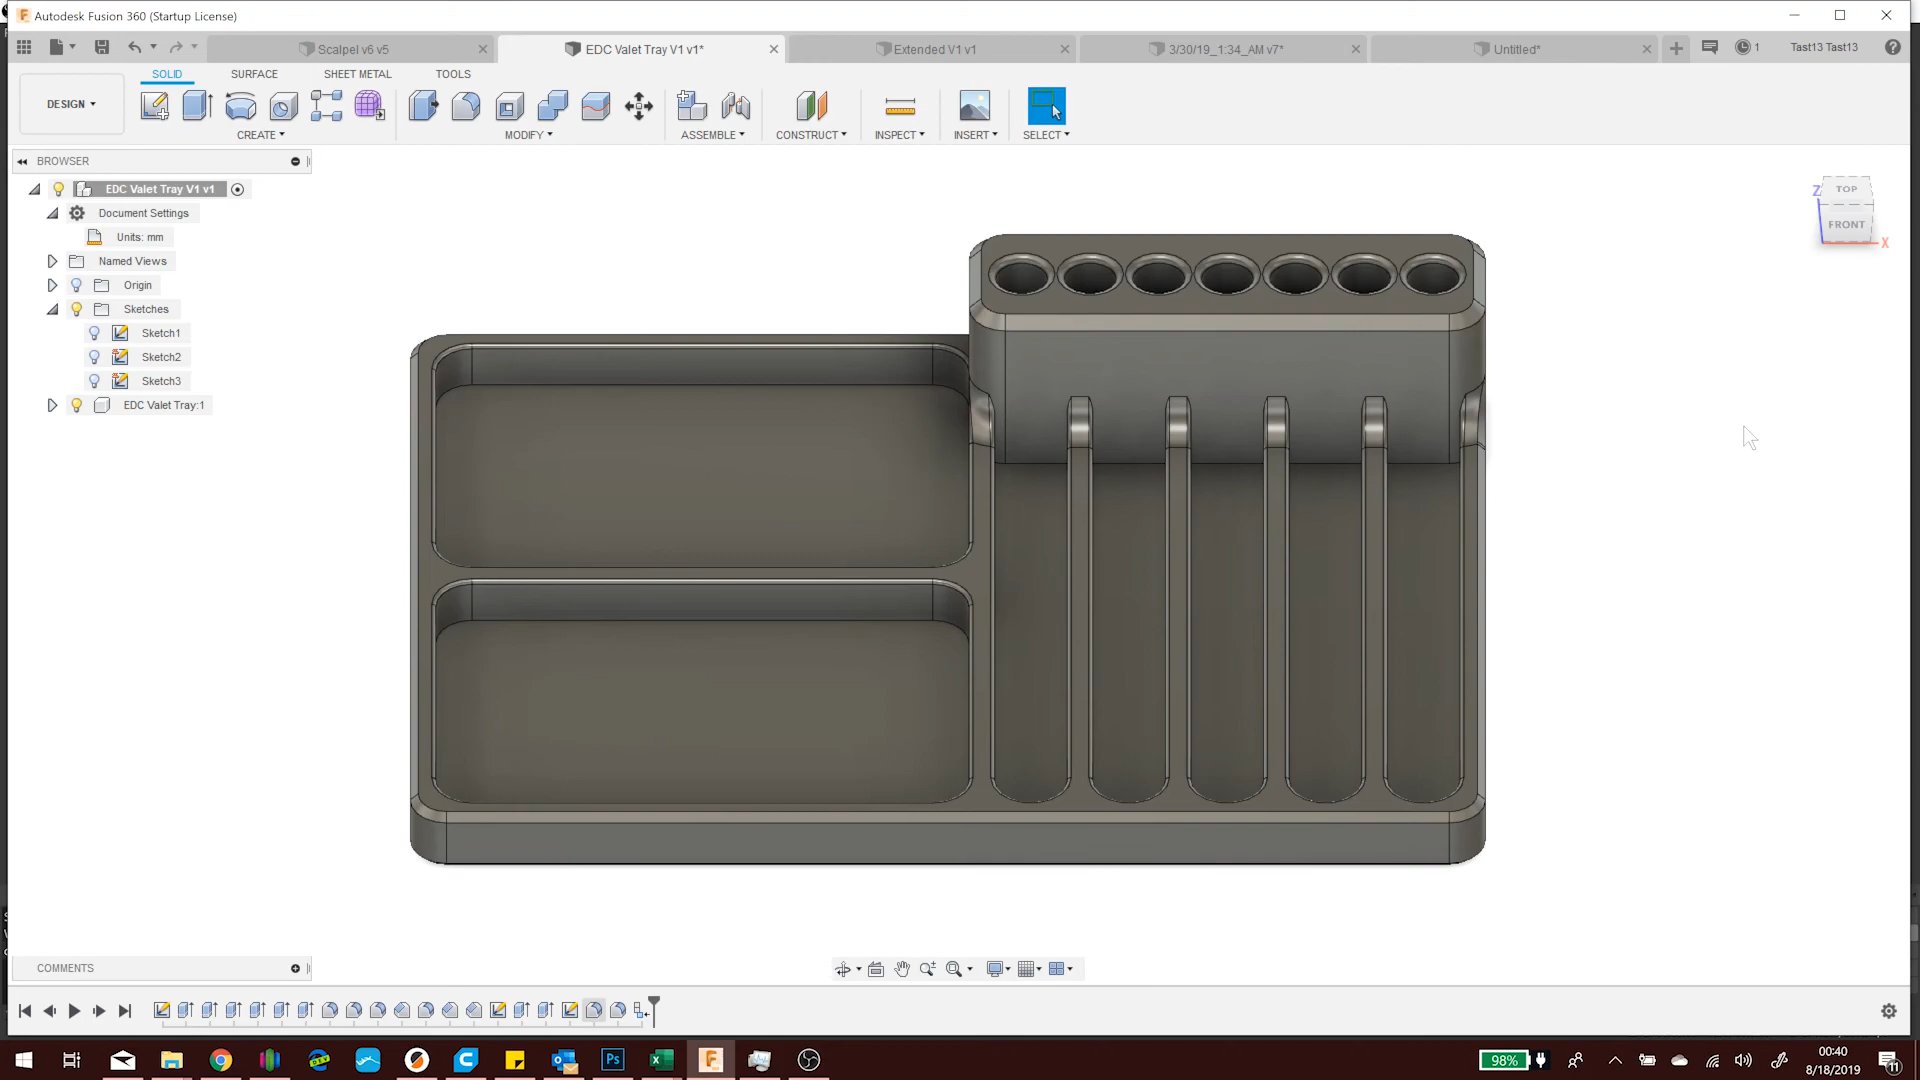 Autodesk Fusion 360 (Startup License)
Scalpel v6 v5
EDC Valet Tray V1 v1*
Extended V1 v1
3/30/19_1:34_AM v7*
Untitled*
1
Tast13 Tast13
DESIGN
SOLID
SURFACE
SHEET METAL
TOOLS
CREATE
MODIFY
ASSEMBLE
CONSTRUCT
INSPECT
INSERT
SELECT
BROWSER
EDC Valet Tray V1 v1
Document Settings
Units: mm
Named Views
Origin
Sketches
Sketch1
Sketch2
Sketch3
EDC Valet Tray:1
Z
TOP
FRONT
X
COMMENTS
Ps
98%
00:40
8/18/2019
11